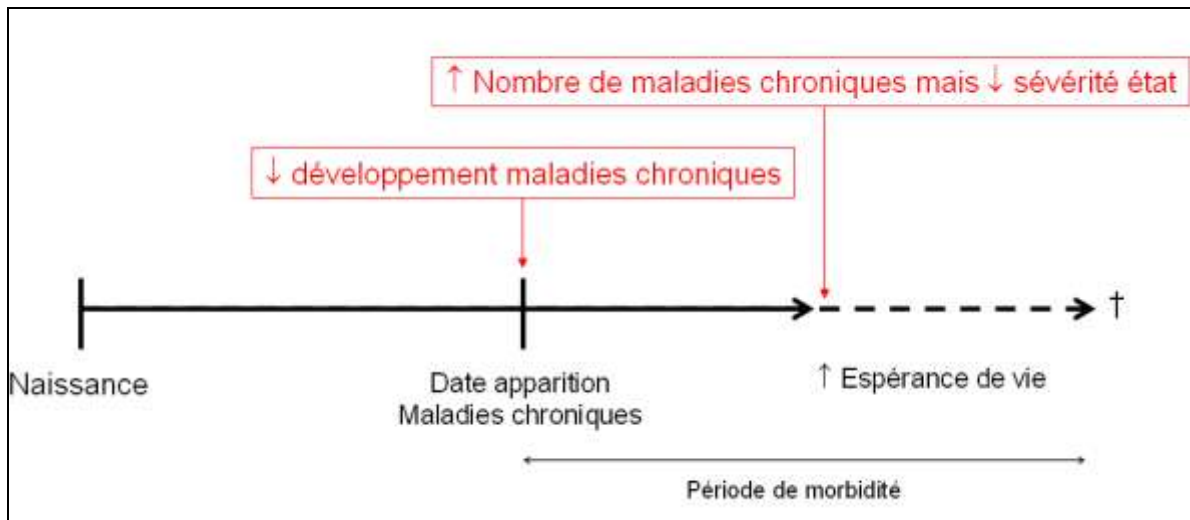 ↑ Nombre de maladies chroniques mais ↓ sévérité état
↓ développement maladies chroniques
†
Naissance
Date apparition
Maladies chroniques
↑ Espérance de vie
Période de morbidité